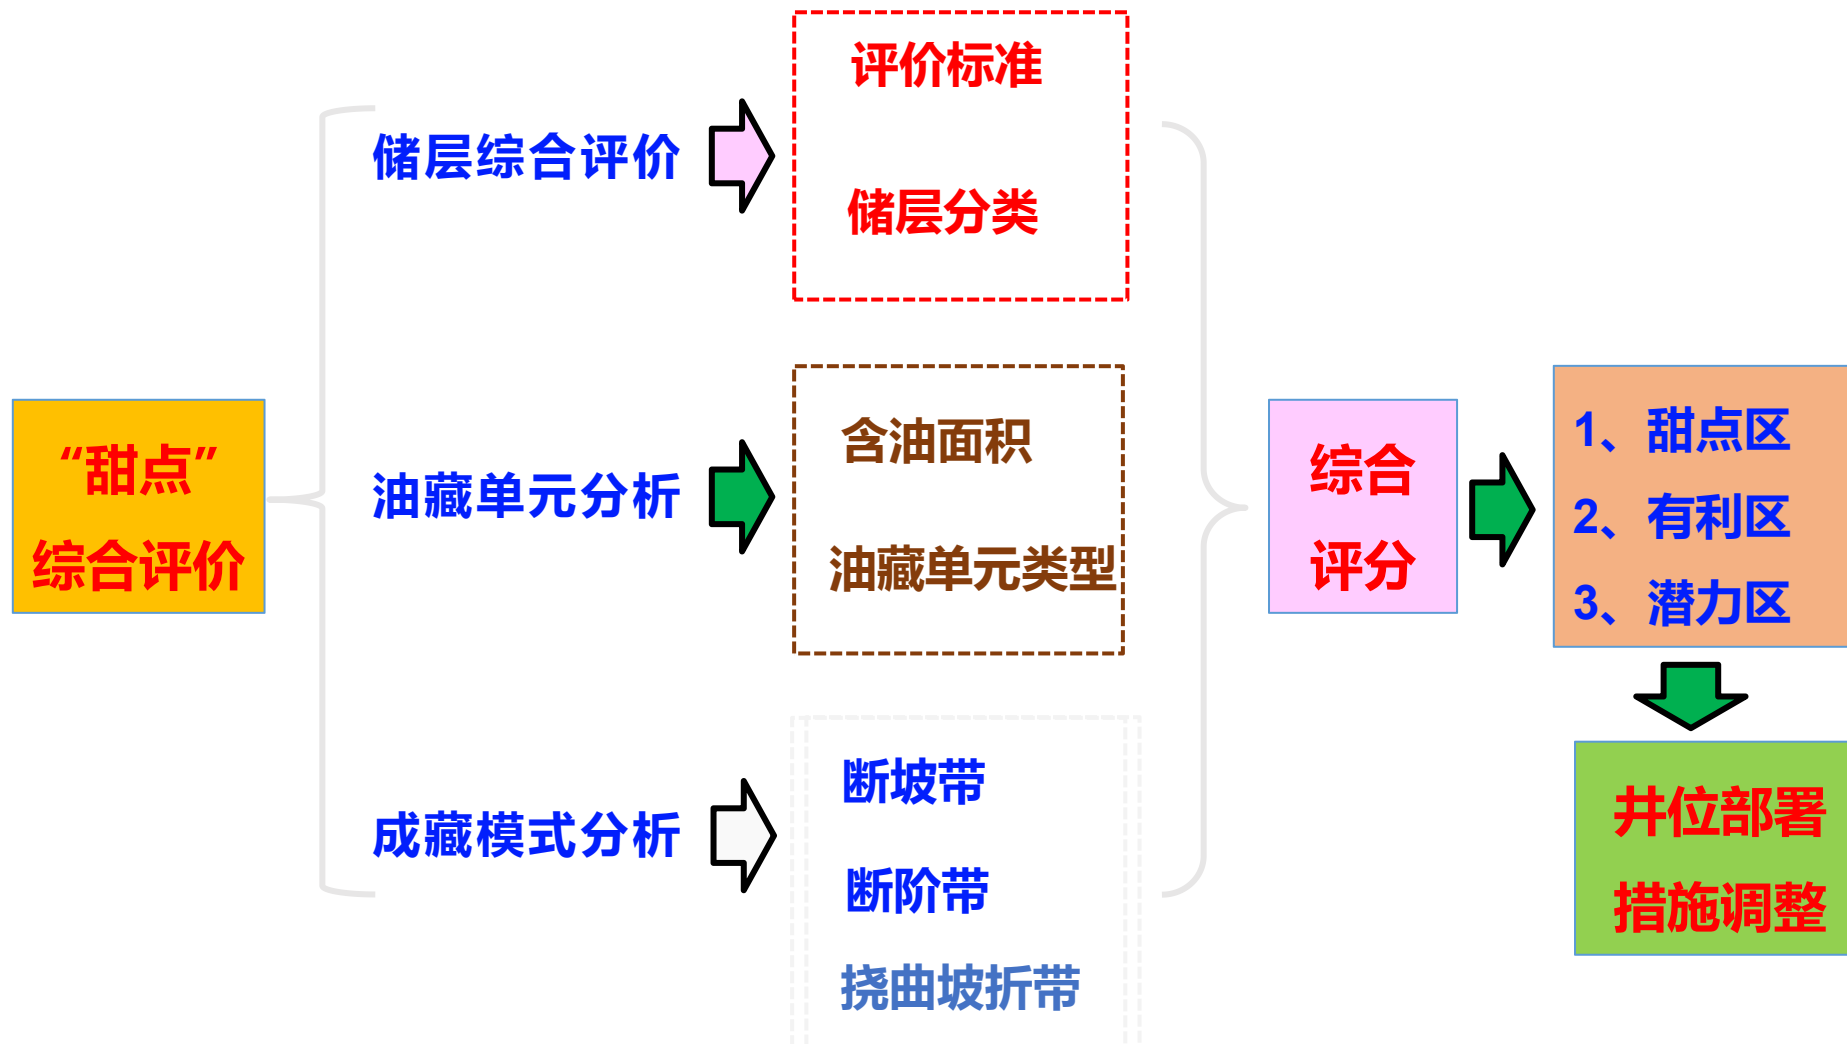 “甜点”
综合评价
储层综合评价
评价标准
储层分类
油藏单元分析
含油面积
油藏单元类型
成藏模式分析
断坡带
断阶带
挠曲坡折带
综合
评分
1、甜点区
2、有利区
3、潜力区
井位部署
措施调整